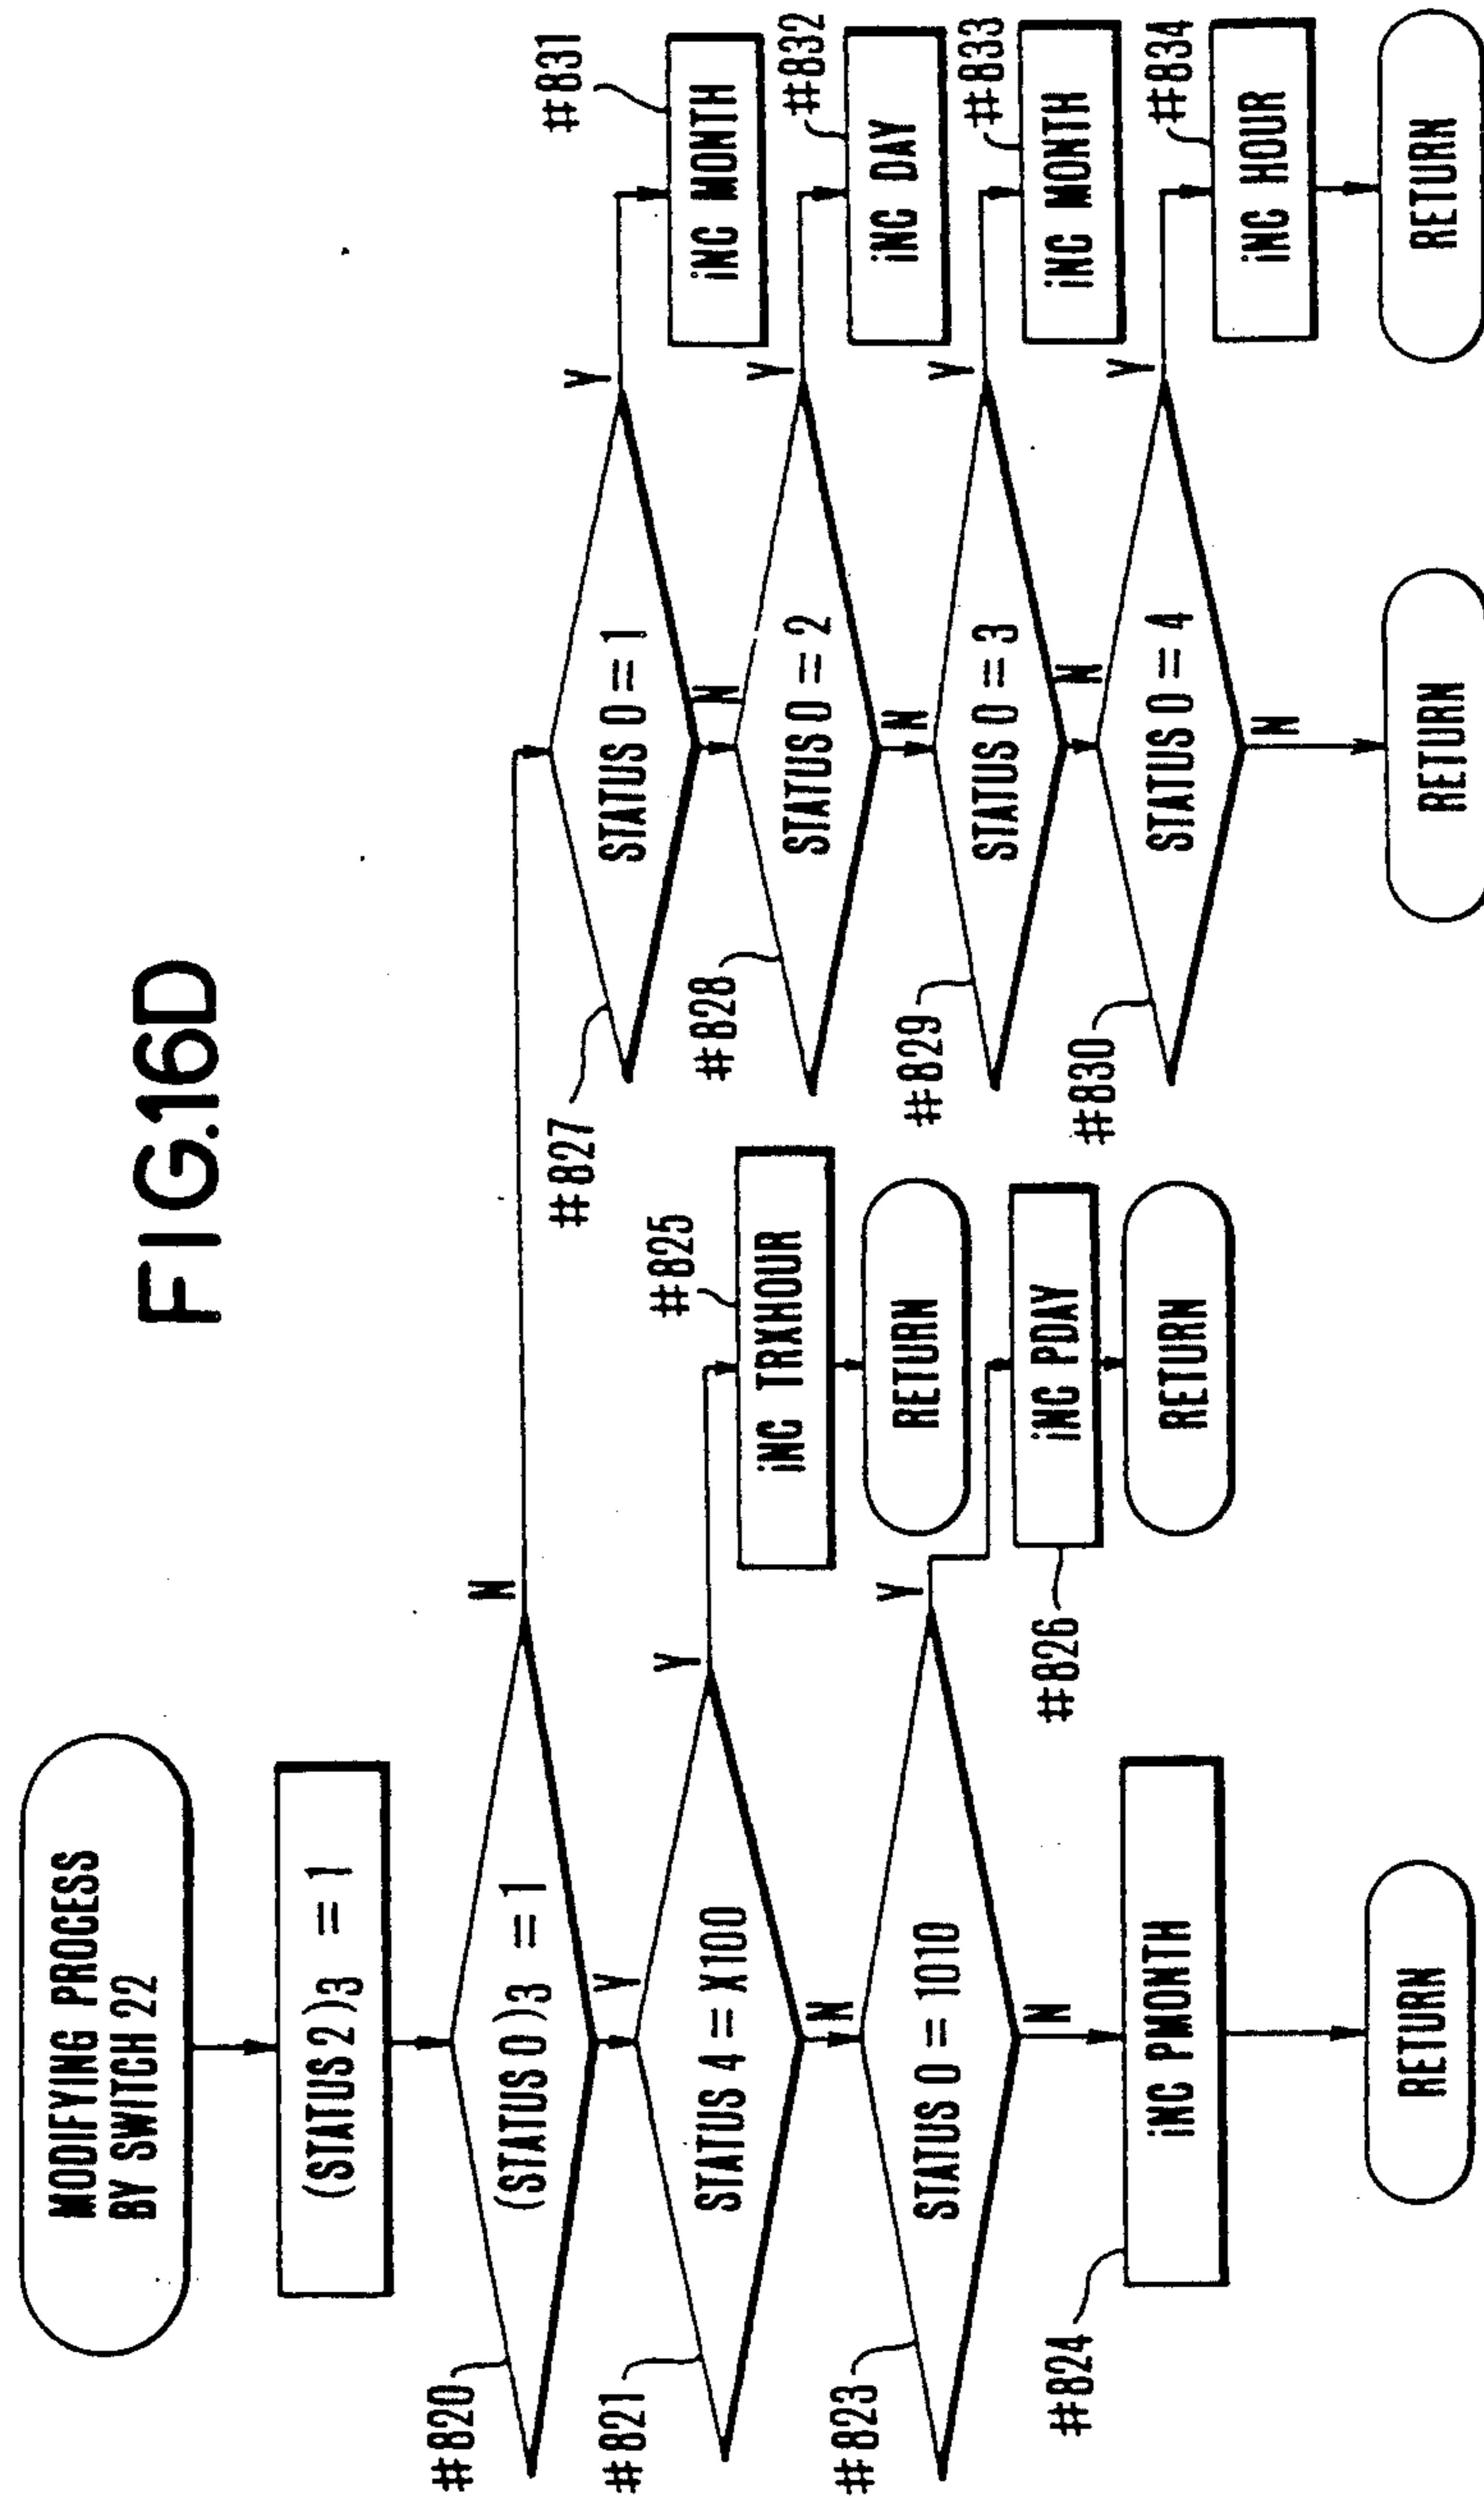 FIG.16D
MODIFYING PROCESS
BY SWITCH 22
(STATUS 2)3 = 1
#820
(STATUS 0)3 = 1
N
Y
#821
STATUS 4 = X100
Y
N
#823
STATUS 0 = 1010
Y
N
#824
iNC PMONTH
RETURN
#825
iNC TRXHOUR
RETURN
#826
iNC PDAY
RETURN
#827
STATUS 0 = 1
Y
N
#828
STATUS 0 = 2
Y
N
#829
STATUS 0 = 3
Y
N
#830
STATUS 0 = 4
Y
N
RETURN
#831
iNC MONTH
#832
iNC DAY
#833
iNC MONTH
#834
iNC HOUR
RETURN